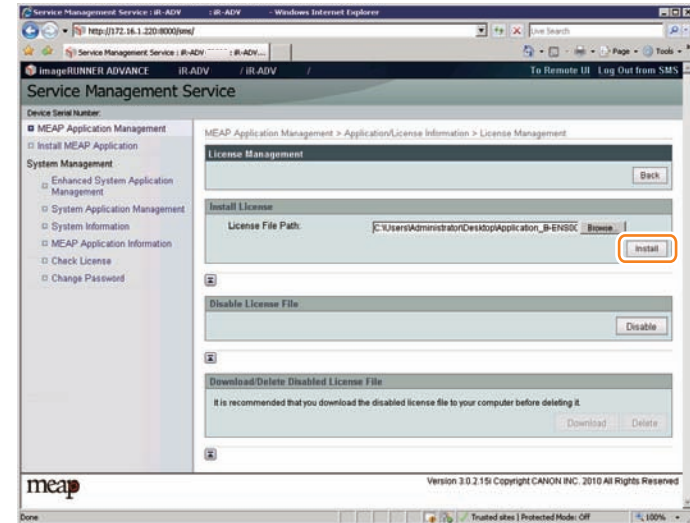 Service Management Service : iR-ADV : iR-ADV - Windows Internet Explorer
http://172.16.1.220:8000/sms/
Live Search
Service Management Service : iR-ADV : iR-ADV...
Page
Tools
imageRUNNER ADVANCE iR-ADV / iR-ADV /
To Remote UI Log Out from SMS
Service Management Service
Device Serial Number:
MEAP Application Management
Install MEAP Application
System Management
Enhanced System Application
Management
System Application Management
System Information
MEAP Application Information
Check License
Change Password
MEAP Application Management > Application/License Information > License Management
License Management
Back
Install License
License File Path:
C:\Users\Administrator\Desktop\Application_B-ENS0C
Browse...
Install
Disable License File
Disable
Download/Delete Disabled License File
It is recommended that you download the disabled license file to your computer before deleting it.
Download
Delete
meap
Version 3.0.2.15i Copyright CANON INC. 2010 All Rights Reserved
Done
Trusted sites | Protected Mode: Off
100%